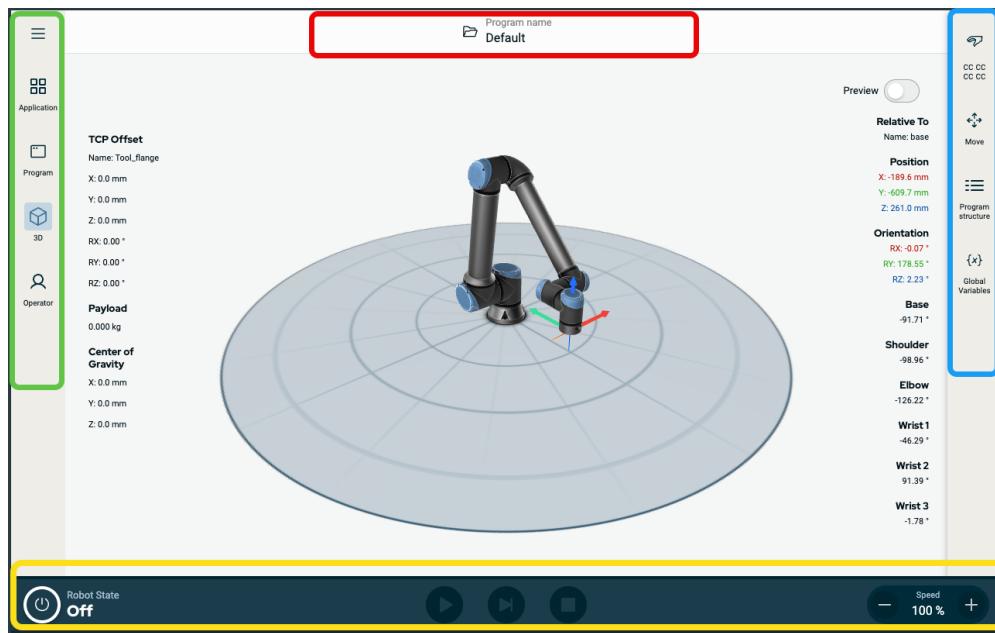 Program name
Default
Application
Program
3D
Operator
TCP Offset
Name: Tool_flange
X: 0.0 mm
Y: 0.0 mm
Z: 0.0 mm
RX: 0.00 °
RY: 0.00 °
RZ: 0.00 °
Payload
0.000 kg
Center of
Gravity
X: 0.0 mm
Y: 0.0 mm
Z: 0.0 mm
Preview
Relative To
Name: base
Position
X: -189.6 mm
Y: -609.7 mm
Z: 261.0 mm
Orientation
RX: -0.07 °
RY: 178.55 °
RZ: 2.23 °
Base
-91.71 °
Shoulder
-98.96 °
Elbow
-126.22 °
Wrist 1
-46.29 °
Wrist 2
91.39 °
Wrist 3
-1.78 °
CC CC
CC CC
Move
Program
structure
{x}
Global
Variables
Robot State
Off
Speed
100 %